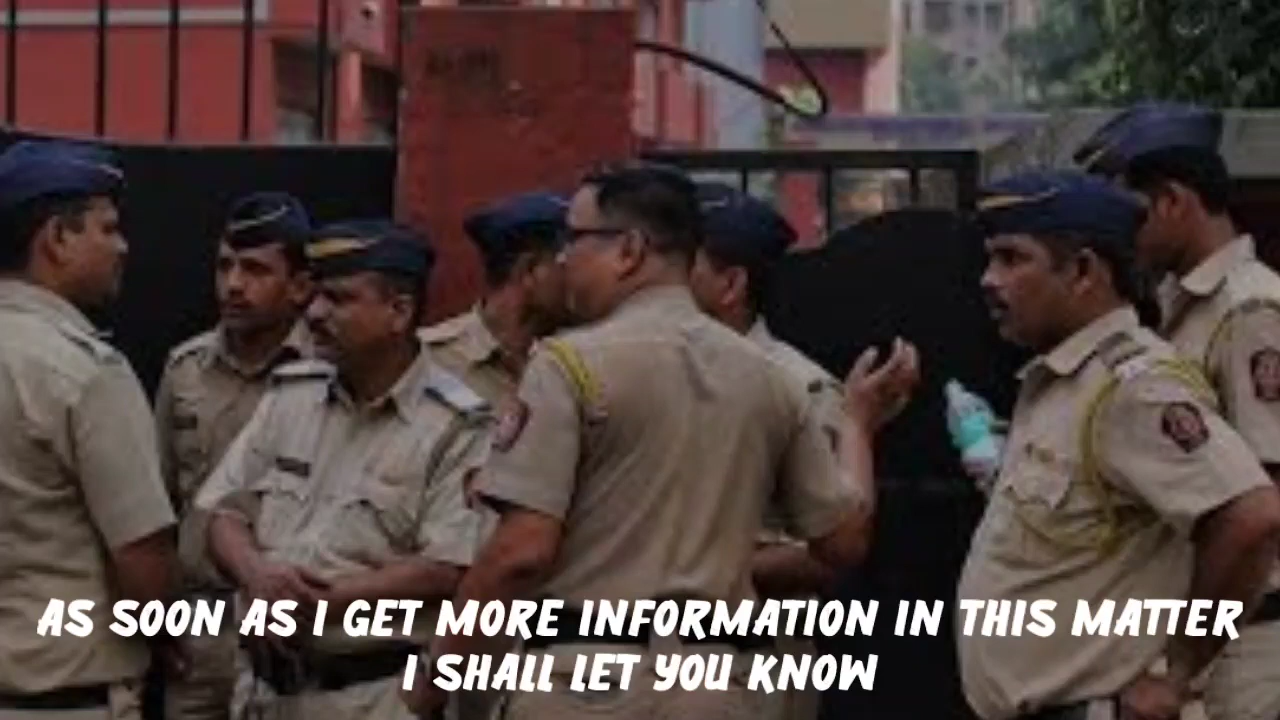 AS SOON AS I GET MORE INFORMATION IN THIS MATTER
I SHALL LET YOU KNOW